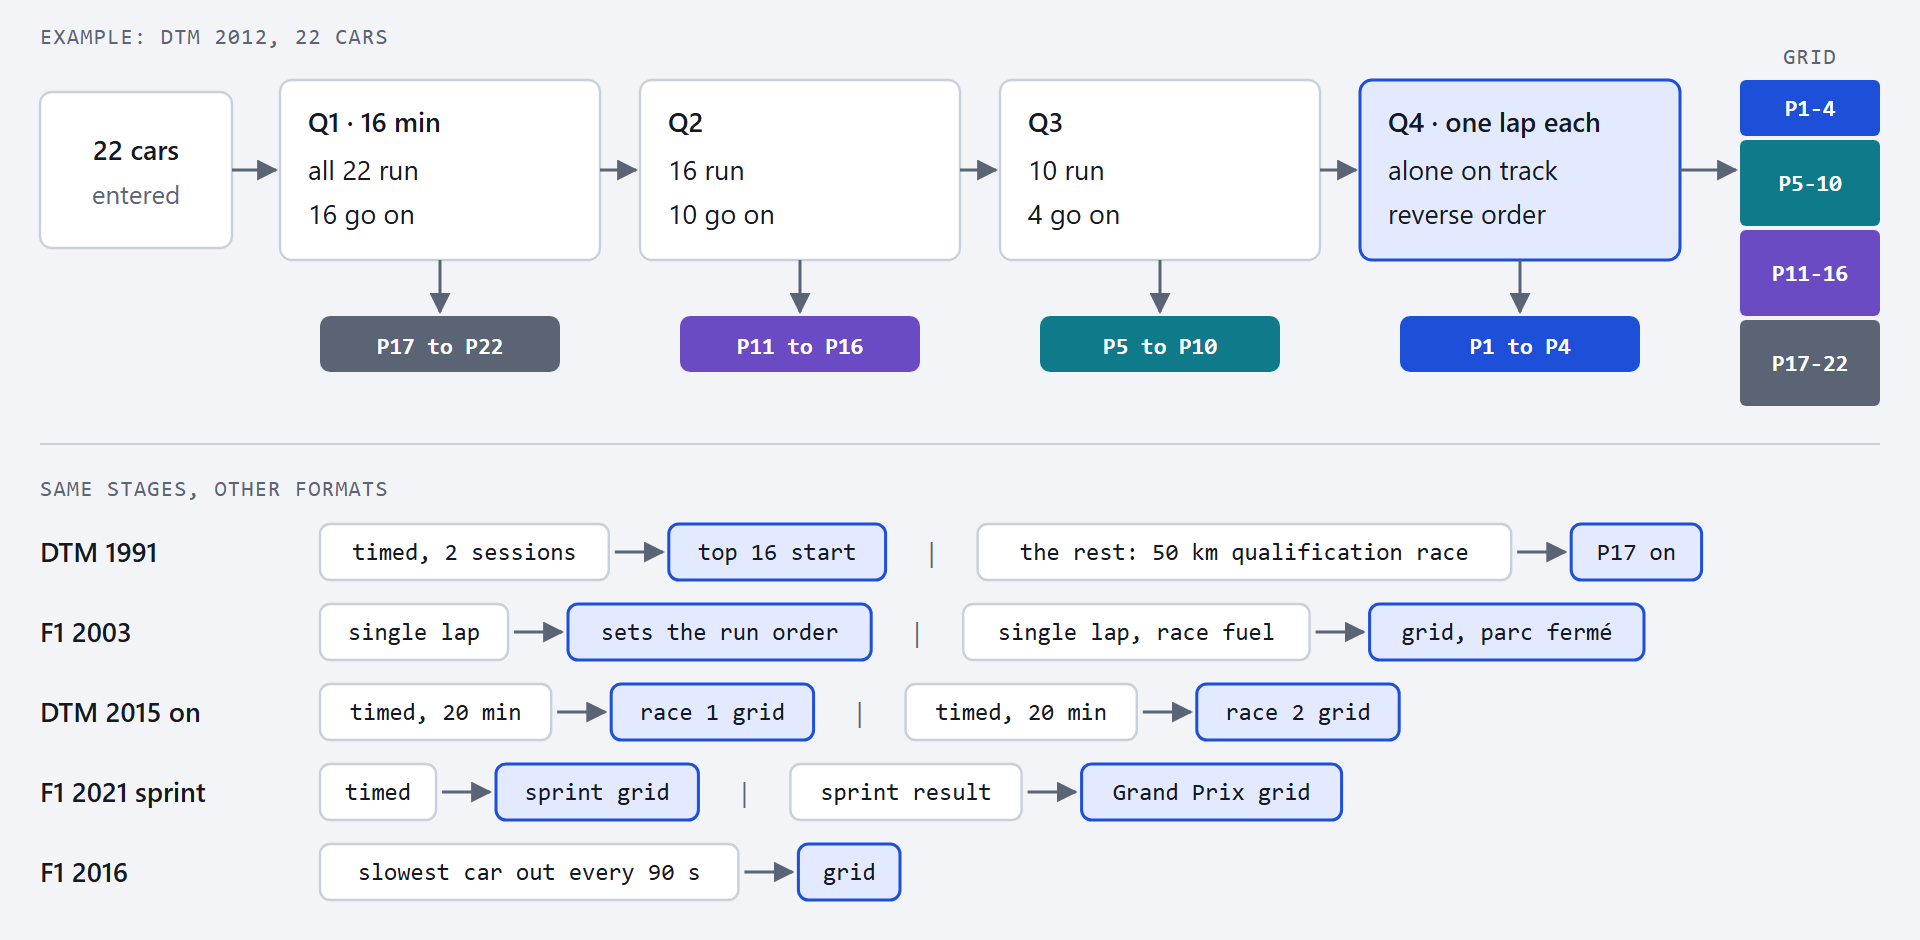 EXAMPLE: DTM 2012, 22 CARS
GRID
22 cars
entered
Q1 · 16 min
all 22 run
16 go on
Q2
16 run
10 go on
Q3
10 run
4 go on
Q4 · one lap each
alone on track
reverse order
P1-4
P5-10
P11-16
P17-22
P17 to P22
P11 to P16
P5 to P10
P1 to P4
SAME STAGES, OTHER FORMATS
DTM 1991
timed, 2 sessions
top 16 start
|
the rest: 50 km qualification race
P17 on
F1 2003
single lap
sets the run order
|
single lap, race fuel
grid, parc fermé
DTM 2015 on
timed, 20 min
race 1 grid
|
timed, 20 min
race 2 grid
F1 2021 sprint
timed
sprint grid
|
sprint result
Grand Prix grid
F1 2016
slowest car out every 90 s
grid